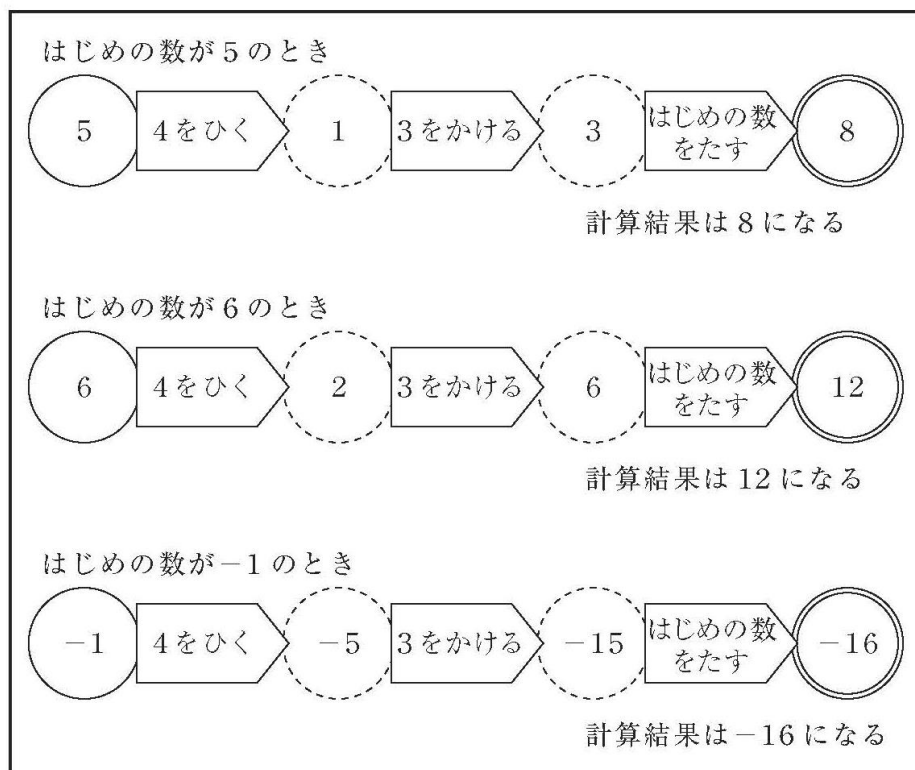 はじめの数が5のとき
5 4をひく 1 3をかける 3 はじめの数をたす 8
計算結果は8になる
はじめの数が6のとき
6 4をひく 2 3をかける 6 はじめの数をたす 12
計算結果は12になる
はじめの数が−1のとき
−1 4をひく −5 3をかける −15 はじめの数をたす −16
計算結果は−16になる